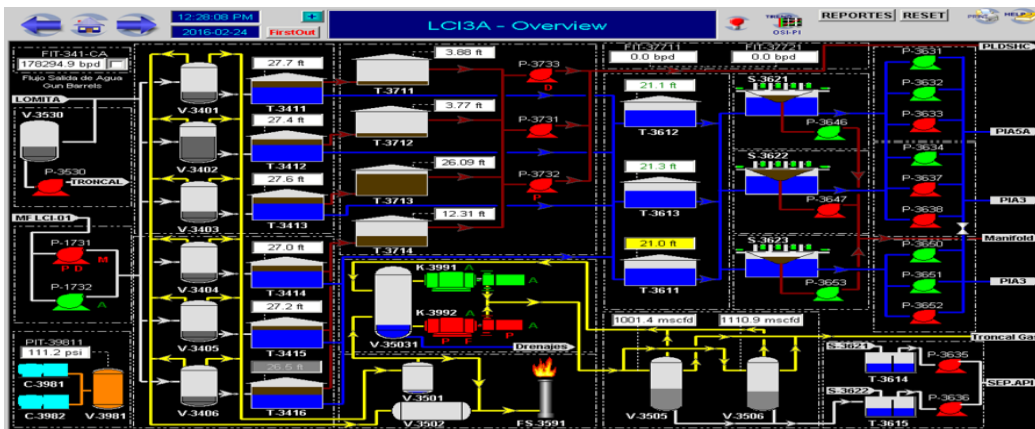 12:28:08 PM
2016-02-24
FirstOut
LCI3A - Overview
OSI-PI
REPORTES
RESET
HELP
FIT-341-CA
178294.9 bpd
Flujo Salida de Agua
Gun Barrels
LOMITA
V-3530
P-3530
TRONCAL
MF LCI-01
P-1731
P D
M
P-1732
A
PIT-39811
111.2 psi
C-3981
C-3982
V-3981
V-3401
V-3402
V-3403
V-3404
V-3405
V-3406
27.7 ft
T-3411
27.4 ft
T-3412
27.6 ft
T-3413
27.0 ft
T-3414
27.2 ft
T-3415
T-3416
3.88 ft
T-3711
3.77 ft
T-3712
26.09 ft
T-3713
12.31 ft
T-3714
P-3733
D
P-3731
P-3732
P
K-3991
A
A
K-3992
A
P
F
V-35031
Drenajes
V-3501
V-3502
FS-3591
FIT-37711
0.0 bpd
FIT-37721
0.0 bpd
21.1 ft
T-3612
21.3 ft
T-3613
21.0 ft
T-3611
S-3621
P-3646
S-3622
P-3647
S-3623
P-3653
1001.4 mscfd
1110.9 mscfd
V-3505
V-3506
P-3631
P-3632
P-3633
P-3634
P-3637
P-3638
P-3650
P-3651
P-3652
PLDSHC
PIA5A
PIA3
Manifold
PIA3
Troncal Gas
S-3621
T-3614
P-3635
S-3622
T-3615
P-3636
SEP.API